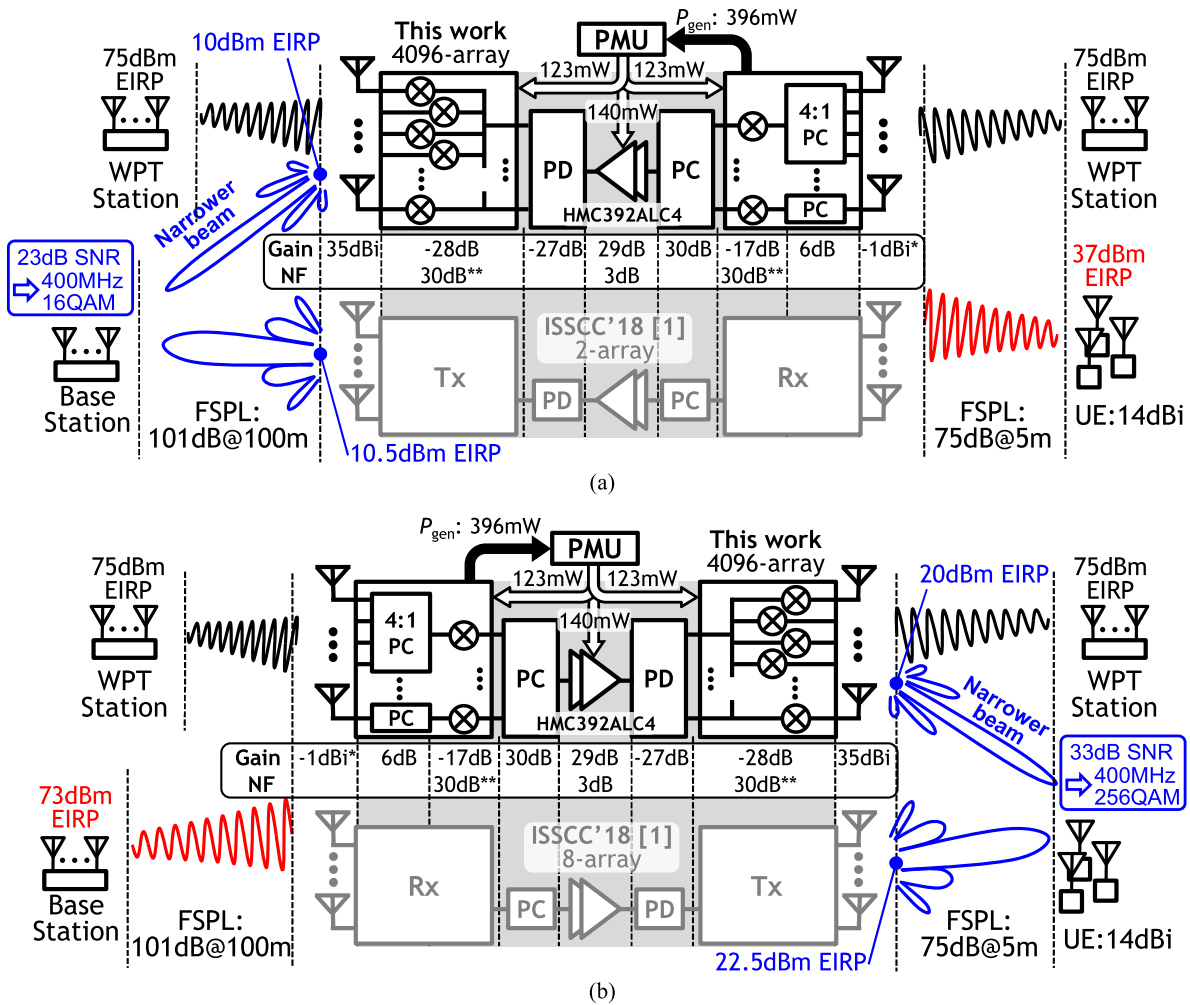 This work
4096-array
PMU
Pgen: 396mW
10dBm EIRP
75dBm
EIRP
WPT
Station
123mW
123mW
140mW
4:1
PC
PC
PD
PC
HMC392ALC4
75dBm
EIRP
WPT
Station
Narrower
beam
23dB SNR
⇨ 400MHz
16QAM
Gain 35dBi -28dB -27dB 29dB 30dB -17dB 6dB -1dBi*
NF 30dB** 3dB 30dB**
37dBm
EIRP
ISSCC'18 [1]
2-array
Tx
PD
PC
Rx
Base
Station
FSPL:
101dB@100m
10.5dBm EIRP
FSPL:
75dB@5m
UE:14dBi
(a)
Pgen: 396mW
PMU
This work
4096-array
75dBm
EIRP
WPT
Station
123mW
123mW
140mW
4:1
PC
PC
PC
PD
HMC392ALC4
20dBm EIRP
75dBm
EIRP
WPT
Station
Narrower
beam
33dB SNR
⇨ 400MHz
256QAM
Gain -1dBi* 6dB -17dB 30dB 29dB -27dB -28dB 35dBi
NF 30dB** 3dB 30dB**
73dBm
EIRP
ISSCC'18 [1]
8-array
Rx
PC
PD
Tx
Base
Station
FSPL:
101dB@100m
22.5dBm EIRP
FSPL:
75dB@5m
UE:14dBi
(b)